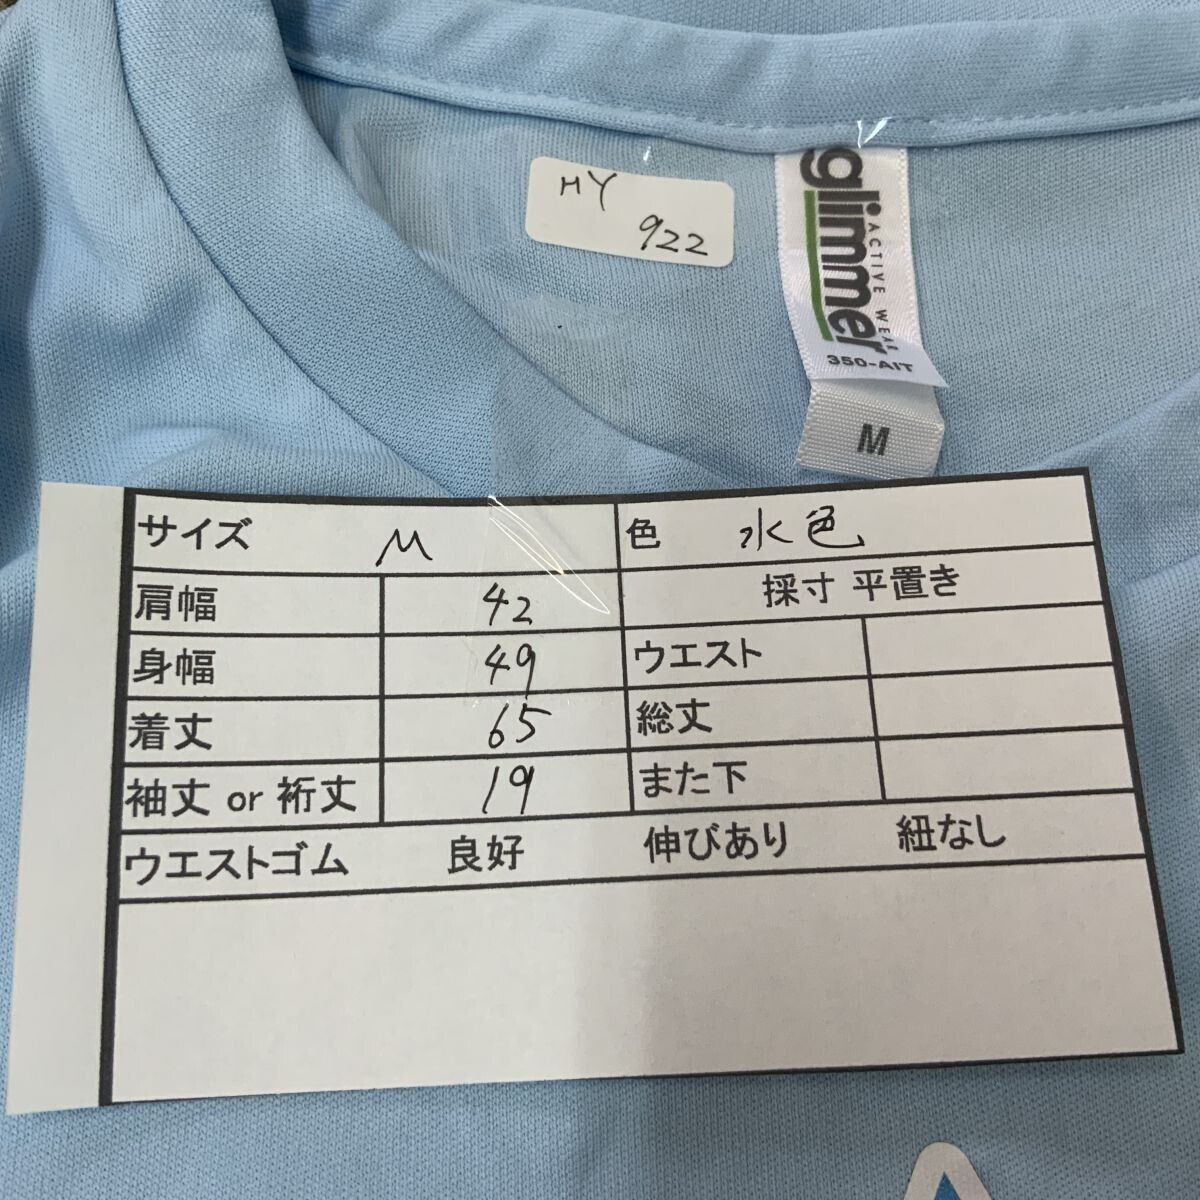 HY
922
glimmer
ACTIVE WEAR
350-AIT
M
サイズ M 色 水色
肩幅 42 採寸 平置き
身幅 49 ウエスト
着丈 65 総丈
袖丈 or 裄丈 19 また下
ウエストゴム 良好 伸びあり 紐なし